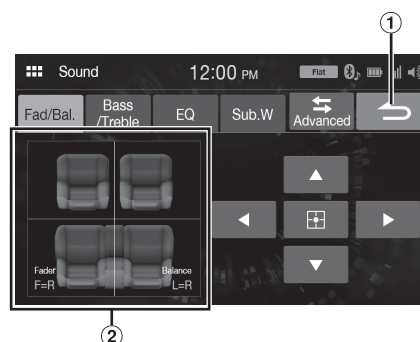 ①
Sound
12:00 PM
Flat
Fad/Bal.
Bass
/Treble
EQ
Sub.W
Advanced
Fader
F=R
Balance
L=R
②